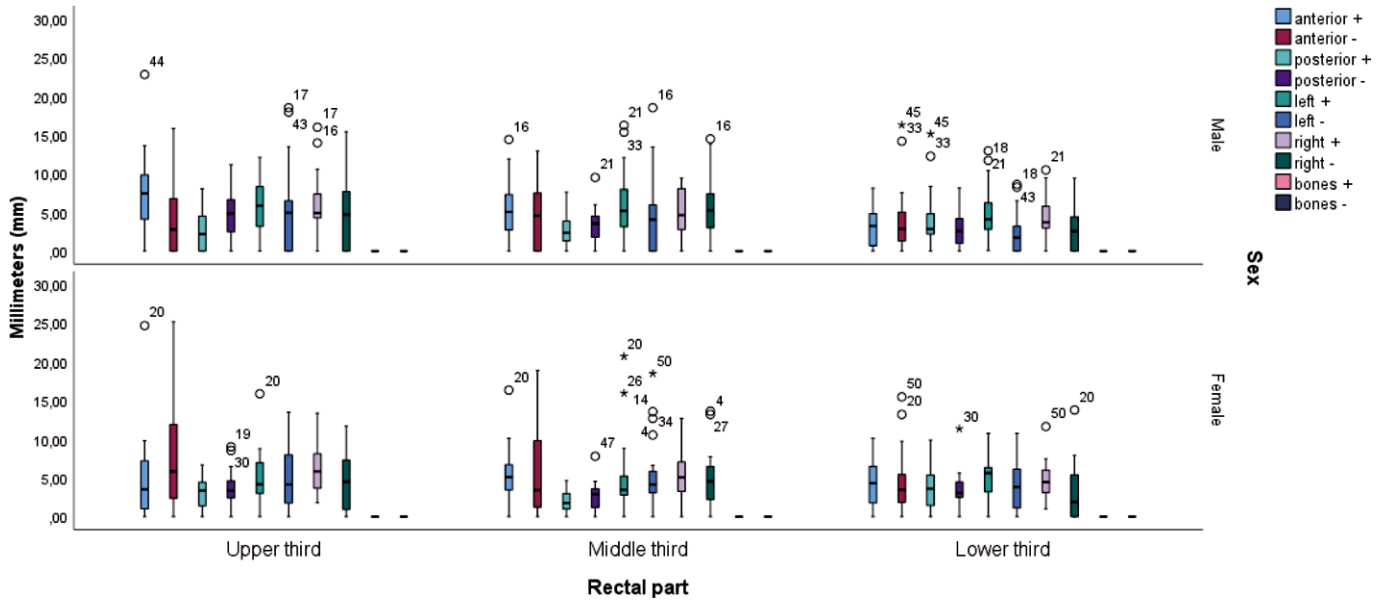 Millimeters (mm)
30,00
25,00
20,00
15,00
10,00
5,00
,00
44
17
43
17
16
16
21
21
33
16
16
45
33
45
33
18
21
18
43
21
Male
30,00
25,00
20,00
15,00
10,00
5,00
,00
20
19
30
20
20
47
20
26
50
14
34
4
4
27
50
20
30
50
20
Female
Sex
Upper third
Middle third
Lower third
Rectal part
anterior +
anterior -
posterior +
posterior -
left +
left -
right +
right -
bones +
bones -